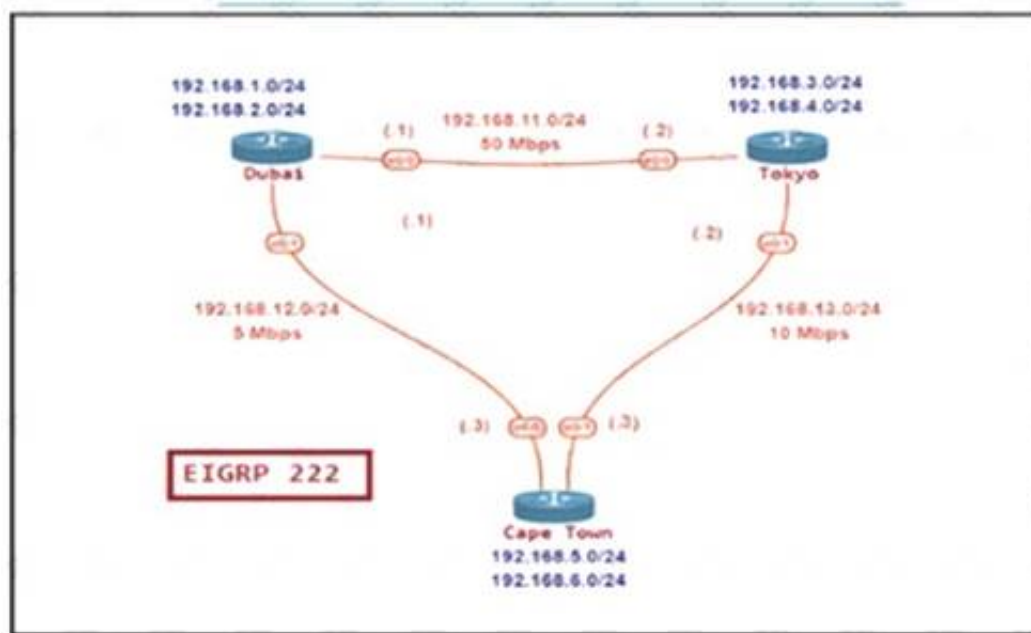 192.168.1.0/24
192.168.2.0/24
192.168.3.0/24
192.168.4.0/24
(.1)
192.168.11.0/24
50 Mbps
(.2)
Dubai
Tokyo
(.1)
(.2)
192.168.12.0/24
5 Mbps
192.168.13.0/24
10 Mbps
(.3)
(.3)
EIGRP 222
Cape Town
192.168.5.0/24
192.168.6.0/24